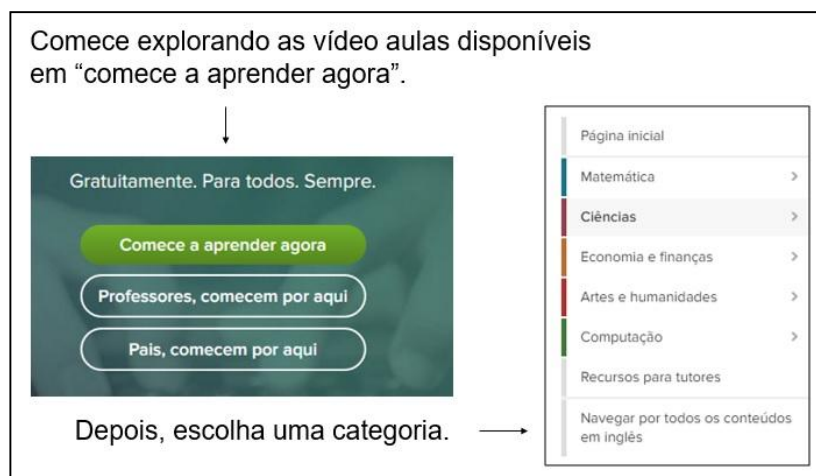 Comece explorando as vídeo aulas disponíveis
em “comece a aprender agora”.
Gratuitamente. Para todos. Sempre.
Comece a aprender agora
Professores, comecem por aqui
Pais, comecem por aqui
Depois, escolha uma categoria.
Página inicial
Matemática
Ciências
Economia e finanças
Artes e humanidades
Computação
Recursos para tutores
Navegar por todos os conteúdos
em inglês